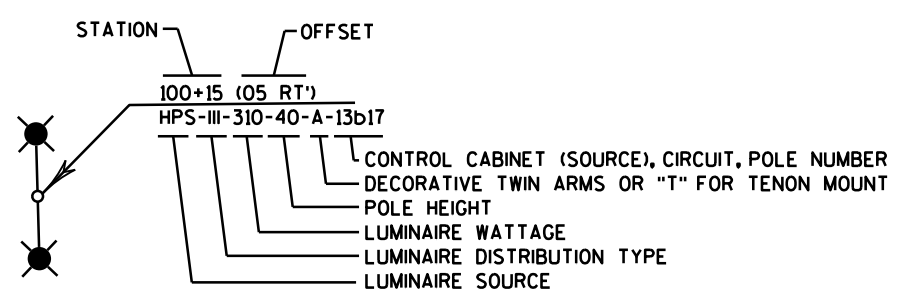 STATION
OFFSET
100+15 (05 RT')
HPS-III-310-40-A-13b17
CONTROL CABINET (SOURCE), CIRCUIT, POLE NUMBER
DECORATIVE TWIN ARMS OR "T" FOR TENON MOUNT
POLE HEIGHT
LUMINAIRE WATTAGE
LUMINAIRE DISTRIBUTION TYPE
LUMINAIRE SOURCE